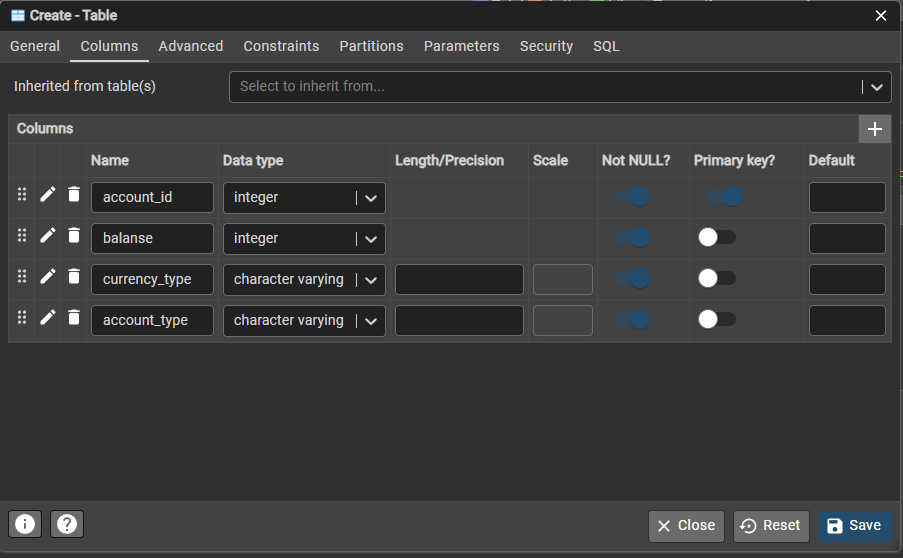 Create - Table
General Columns Advanced Constraints Partitions Parameters Security SQL
Inherited from table(s) Select to inherit from...
Columns
Name Data type Length/Precision Scale Not NULL? Primary key? Default
account_id integer
balanse integer
currency_type character varying
account_type character varying
Close Reset Save